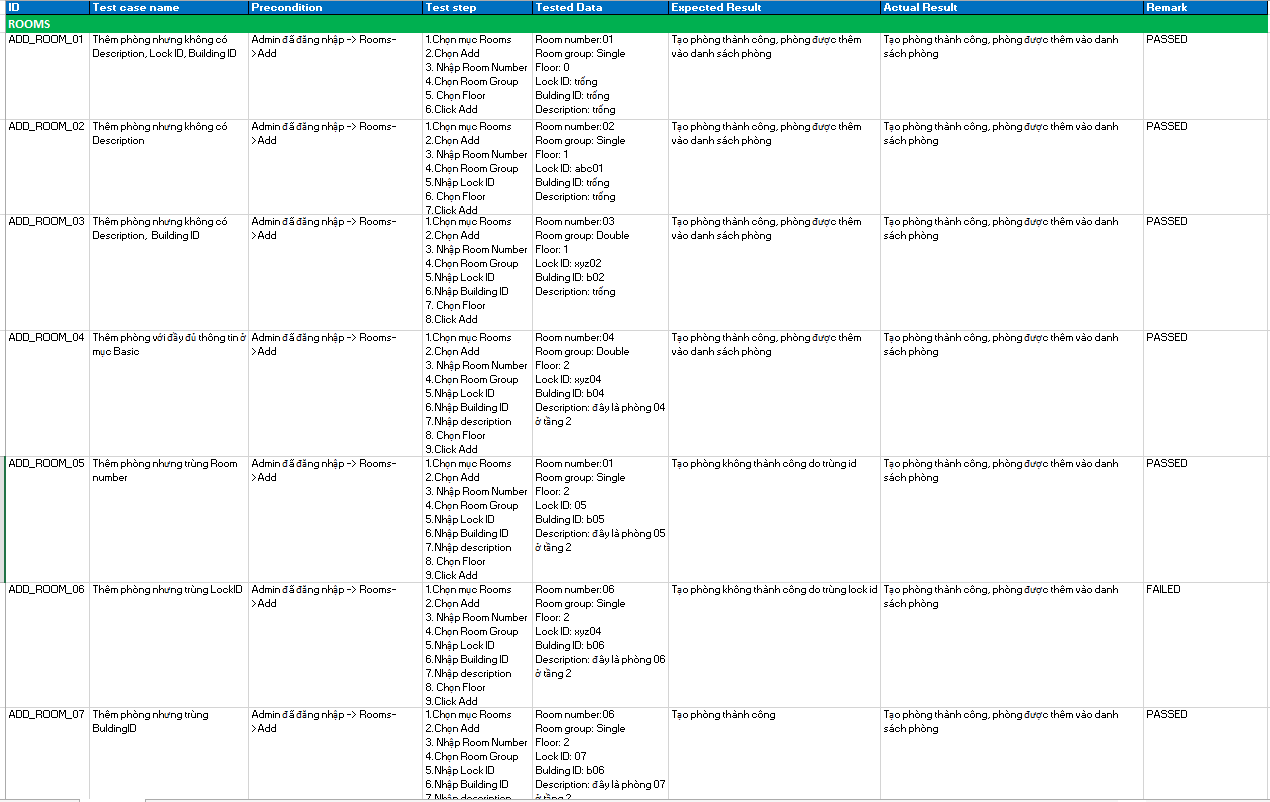 ID Test case name Precondition Test step Tested Data Expected Result Actual Result Remark
ROOMS
ADD_ROOM_01 Thêm phòng nhưng không có Admin đã đăng nhập -> Rooms- 1.Chọn mục Rooms Room number:01 Tạo phòng thành công, phòng được thêm Tạo phòng thành công, phòng được thêm vào danh PASSED
Description, Lock ID, Building ID >Add 2.Chọn Add Room group: Single vào danh sách phòng sách phòng
3. Nhập Room Number Floor: 0
4.Chọn Room Group Lock ID: trống
5. Chọn Floor Bulding ID: trống
6.Click Add Description: trống
ADD_ROOM_02 Thêm phòng nhưng không có Admin đã đăng nhập -> Rooms- 1.Chọn mục Rooms Room number:02 Tạo phòng thành công, phòng được thêm Tạo phòng thành công, phòng được thêm vào danh PASSED
Description >Add 2.Chọn Add Room group: Single vào danh sách phòng sách phòng
3. Nhập Room Number Floor: 1
4.Chọn Room Group Lock ID: abc01
5.Nhập Lock ID Bulding ID: trống
6. Chọn Floor Description: trống
7.Click Add
ADD_ROOM_03 Thêm phòng nhưng không có Admin đã đăng nhập -> Rooms- 1.Chọn mục Rooms Room number:03 Tạo phòng thành công, phòng được thêm Tạo phòng thành công, phòng được thêm vào danh PASSED
Description, Building ID >Add 2.Chọn Add Room group: Double vào danh sách phòng sách phòng
3. Nhập Room Number Floor: 1
4.Chọn Room Group Lock ID: xyz02
5.Nhập Lock ID Bulding ID: b02
6.Nhập Building ID Description: trống
7. Chọn Floor
8.Click Add
ADD_ROOM_04 Thêm phòng với đầy đủ thông tin ở Admin đã đăng nhập -> Rooms- 1.Chọn mục Rooms Room number:04 Tạo phòng thành công, phòng được thêm Tạo phòng thành công, phòng được thêm vào danh PASSED
mục Basic >Add 2.Chọn Add Room group: Double vào danh sách phòng sách phòng
3. Nhập Room Number Floor: 2
4.Chọn Room Group Lock ID: xyz04
5.Nhập Lock ID Bulding ID: b04
6.Nhập Building ID Description: đây là phòng 04
7.Nhập description ở tầng 2
8. Chọn Floor
9.Click Add
ADD_ROOM_05 Thêm phòng nhưng trùng Room Admin đã đăng nhập -> Rooms- 1.Chọn mục Rooms Room number:01 Tạo phòng không thành công do trùng id Tạo phòng thành công, phòng được thêm vào danh PASSED
number >Add 2.Chọn Add Room group: Single sách phòng
3. Nhập Room Number Floor: 2
4.Chọn Room Group Lock ID: 05
5.Nhập Lock ID Bulding ID: b05
6.Nhập Building ID Description: đây là phòng 05
7.Nhập description ở tầng 2
8. Chọn Floor
9.Click Add
ADD_ROOM_06 Thêm phòng nhưng trùng LockID Admin đã đăng nhập -> Rooms- 1.Chọn mục Rooms Room number:06 Tạo phòng không thành công do trùng lock id Tạo phòng thành công, phòng được thêm vào danh FAILED
>Add 2.Chọn Add Room group: Single sách phòng
3. Nhập Room Number Floor: 2
4.Chọn Room Group Lock ID: xyz04
5.Nhập Lock ID Bulding ID: b06
6.Nhập Building ID Description: đây là phòng 06
7.Nhập description ở tầng 2
8. Chọn Floor
9.Click Add
ADD_ROOM_07 Thêm phòng nhưng trùng Admin đã đăng nhập -> Rooms- 1.Chọn mục Rooms Room number:06 Tạo phòng thành công Tạo phòng thành công, phòng được thêm vào danh PASSED
BuldingID >Add 2.Chọn Add Room group: Single sách phòng
3. Nhập Room Number Floor: 2
4.Chọn Room Group Lock ID: 07
5.Nhập Lock ID Bulding ID: b06
6.Nhập Building ID Description: đây là phòng 07
7.Nhập description ở tầng 2